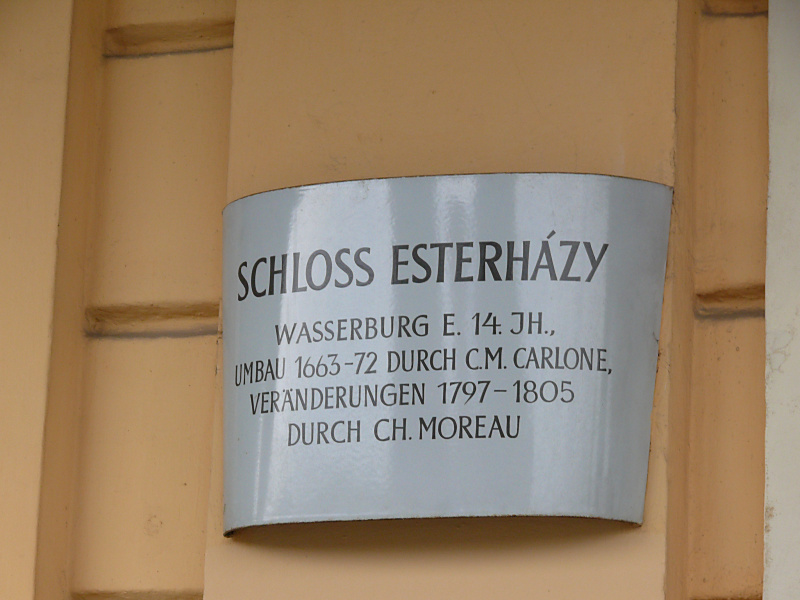 SCHLOSS ESTERHÁZY
WASSERBURG E. 14. JH.,
UMBAU 1663-72 DURCH C.M. CARLONE,
VERÄNDERUNGEN 1797-1805
DURCH CH. MOREAU